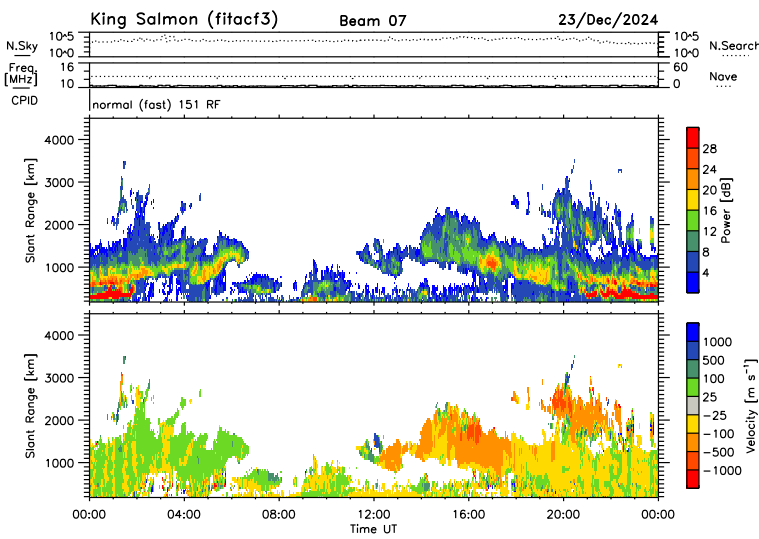 King Salmon (fitacf3) Beam 07 23/Dec/2024
N.Sky 10^5 10^0 10^5 10^0 N.Search
Freq [MHz] 16 10 60 0 Nave
CPID normal (fast) 151 RF
Slant Range [km] 4000 3000 2000 1000
Power [dB] 28 24 20 16 12 8 4
Slant Range [km] 4000 3000 2000 1000
Velocity [m s⁻¹] 1000 500 100 25 −25 −100 −500 −1000
00:00 04:00 08:00 12:00 16:00 20:00 00:00
Time UT